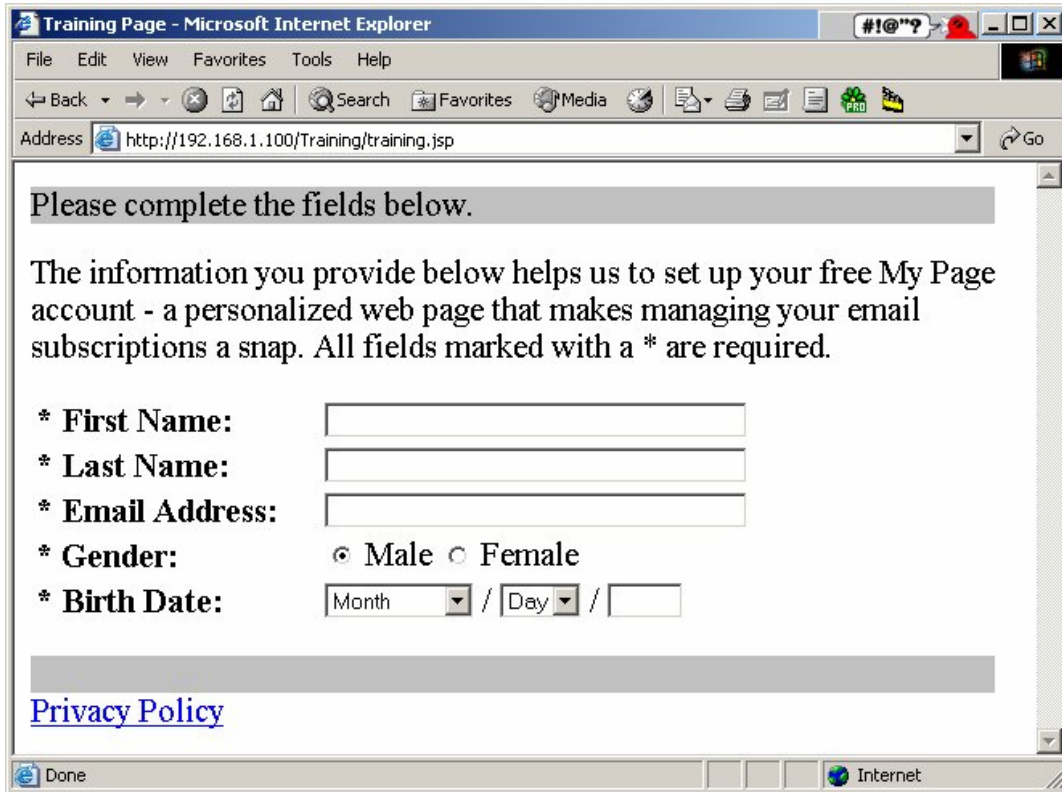 Training Page - Microsoft Internet Explorer
#!@"?
File Edit View Favorites Tools Help
Back Search Favorites Media PRO
Address http://192.168.1.100/Training/training.jsp Go
Please complete the fields below.
The information you provide below helps us to set up your free My Page
account - a personalized web page that makes managing your email
subscriptions a snap. All fields marked with a * are required.
* First Name:
* Last Name:
* Email Address:
* Gender: Male Female
* Birth Date: Month / Day /
Privacy Policy
Done Internet